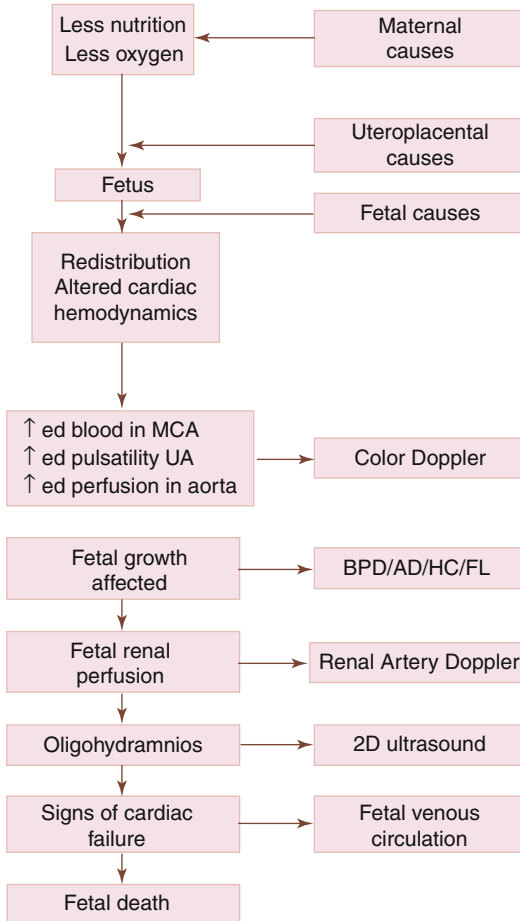 Less nutrition
Less oxygen
Maternal
causes
Uteroplacental
causes
Fetus
Fetal causes
Redistribution
Altered cardiac
hemodynamics
↑ ed blood in MCA
↑ ed pulsatility UA
↑ ed perfusion in aorta
Color Doppler
Fetal growth
affected
BPD/AD/HC/FL
Fetal renal
perfusion
Renal Artery Doppler
Oligohydramnios
2D ultrasound
Signs of cardiac
failure
Fetal venous
circulation
Fetal death